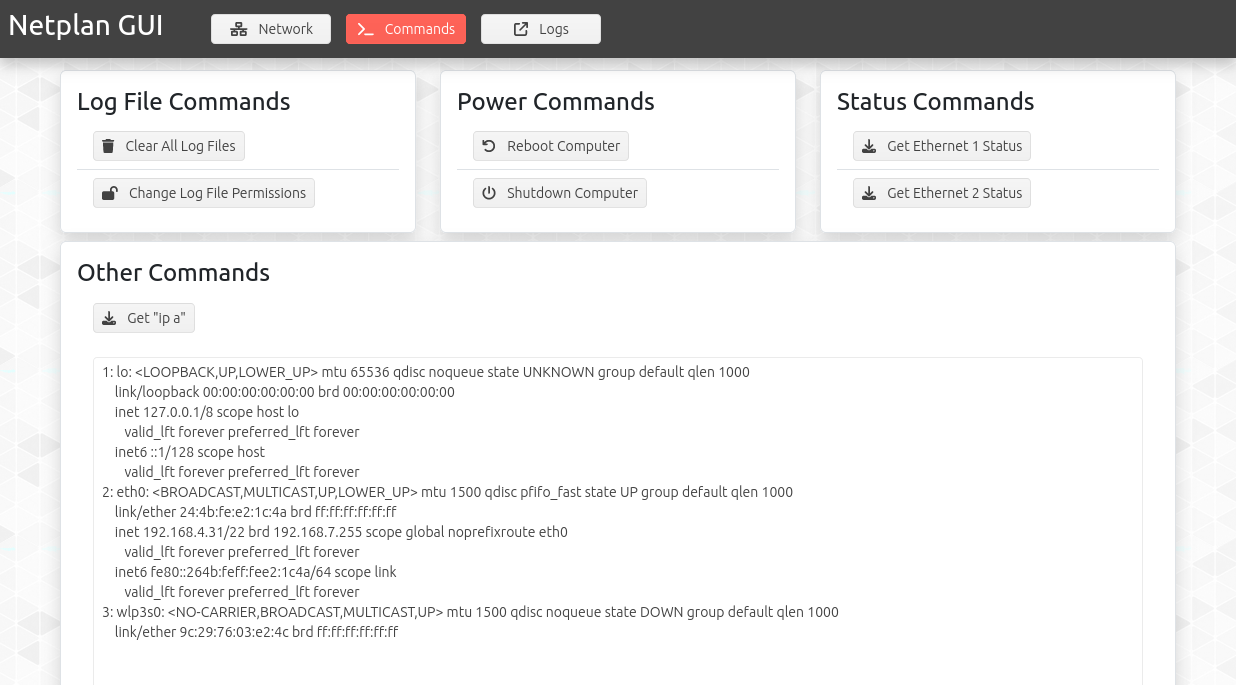 Netplan GUI
Network
Commands
Logs
Log File Commands
Clear All Log Files
Change Log File Permissions
Power Commands
Reboot Computer
Shutdown Computer
Status Commands
Get Ethernet 1 Status
Get Ethernet 2 Status
Other Commands
Get "ip a"
1: lo: <LOOPBACK,UP,LOWER_UP> mtu 65536 qdisc noqueue state UNKNOWN group default qlen 1000
link/loopback 00:00:00:00:00:00 brd 00:00:00:00:00:00
inet 127.0.0.1/8 scope host lo
valid_lft forever preferred_lft forever
inet6 ::1/128 scope host
valid_lft forever preferred_lft forever
2: eth0: <BROADCAST,MULTICAST,UP,LOWER_UP> mtu 1500 qdisc pfifo_fast state UP group default qlen 1000
link/ether 24:4b:fe:e2:1c:4a brd ff:ff:ff:ff:ff:ff
inet 192.168.4.31/22 brd 192.168.7.255 scope global noprefixroute eth0
valid_lft forever preferred_lft forever
inet6 fe80::264b:feff:fee2:1c4a/64 scope link
valid_lft forever preferred_lft forever
3: wlp3s0: <NO-CARRIER,BROADCAST,MULTICAST,UP> mtu 1500 qdisc noqueue state DOWN group default qlen 1000
link/ether 9c:29:76:03:e2:4c brd ff:ff:ff:ff:ff:ff